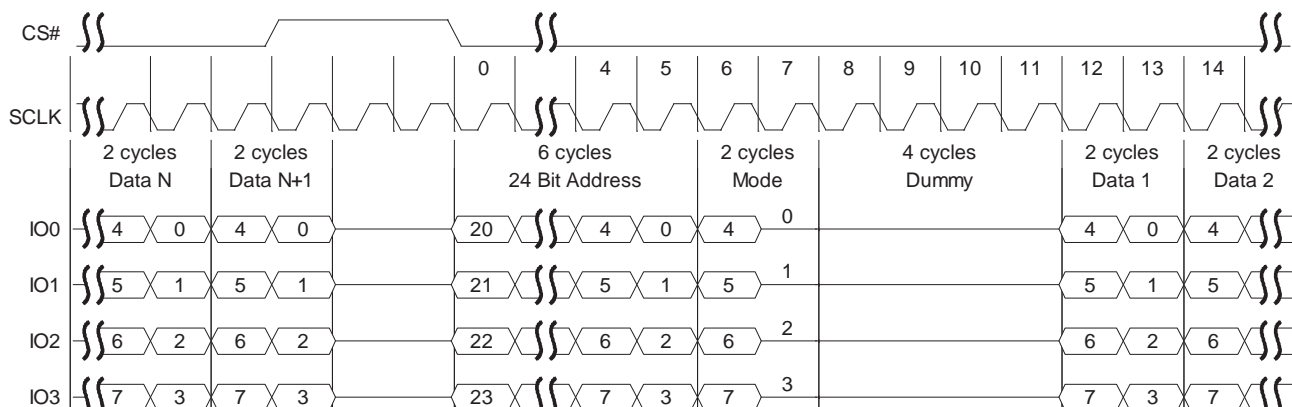 CS#
0 4 5 6 7 8 9 10 11 12 13 14
SCLK
2 cycles 2 cycles 6 cycles 2 cycles 4 cycles 2 cycles 2 cycles
Data N Data N+1 24 Bit Address Mode Dummy Data 1 Data 2
IO0 4 0 4 0 20 4 0 4 0 4 0 4
IO1 5 1 5 1 21 5 1 5 1 5 1 5
IO2 6 2 6 2 22 6 2 6 2 6 2 6
IO3 7 3 7 3 23 7 3 7 3 7 3 7